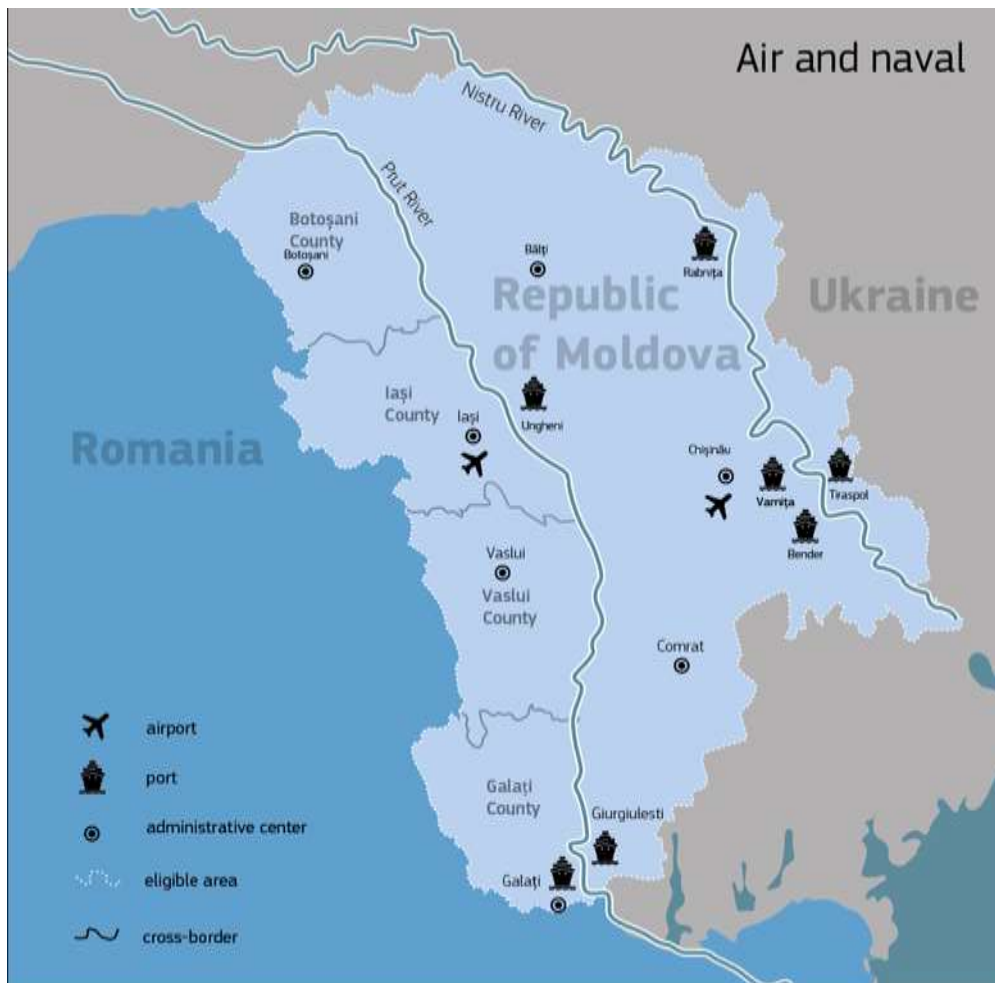 Air and naval
Nistru River
Prut River
Botoșani
County
Botoșani
Bălți
Rabnița
Republic
of Moldova
Ukraine
Iași
County
Iași
Ungheni
Romania
Chișinău
Varnița
Tiraspol
Bender
Vaslui
Vaslui
County
Comrat
airport
port
administrative center
eligible area
cross-border
Galați
County
Giurgiulesti
Galați